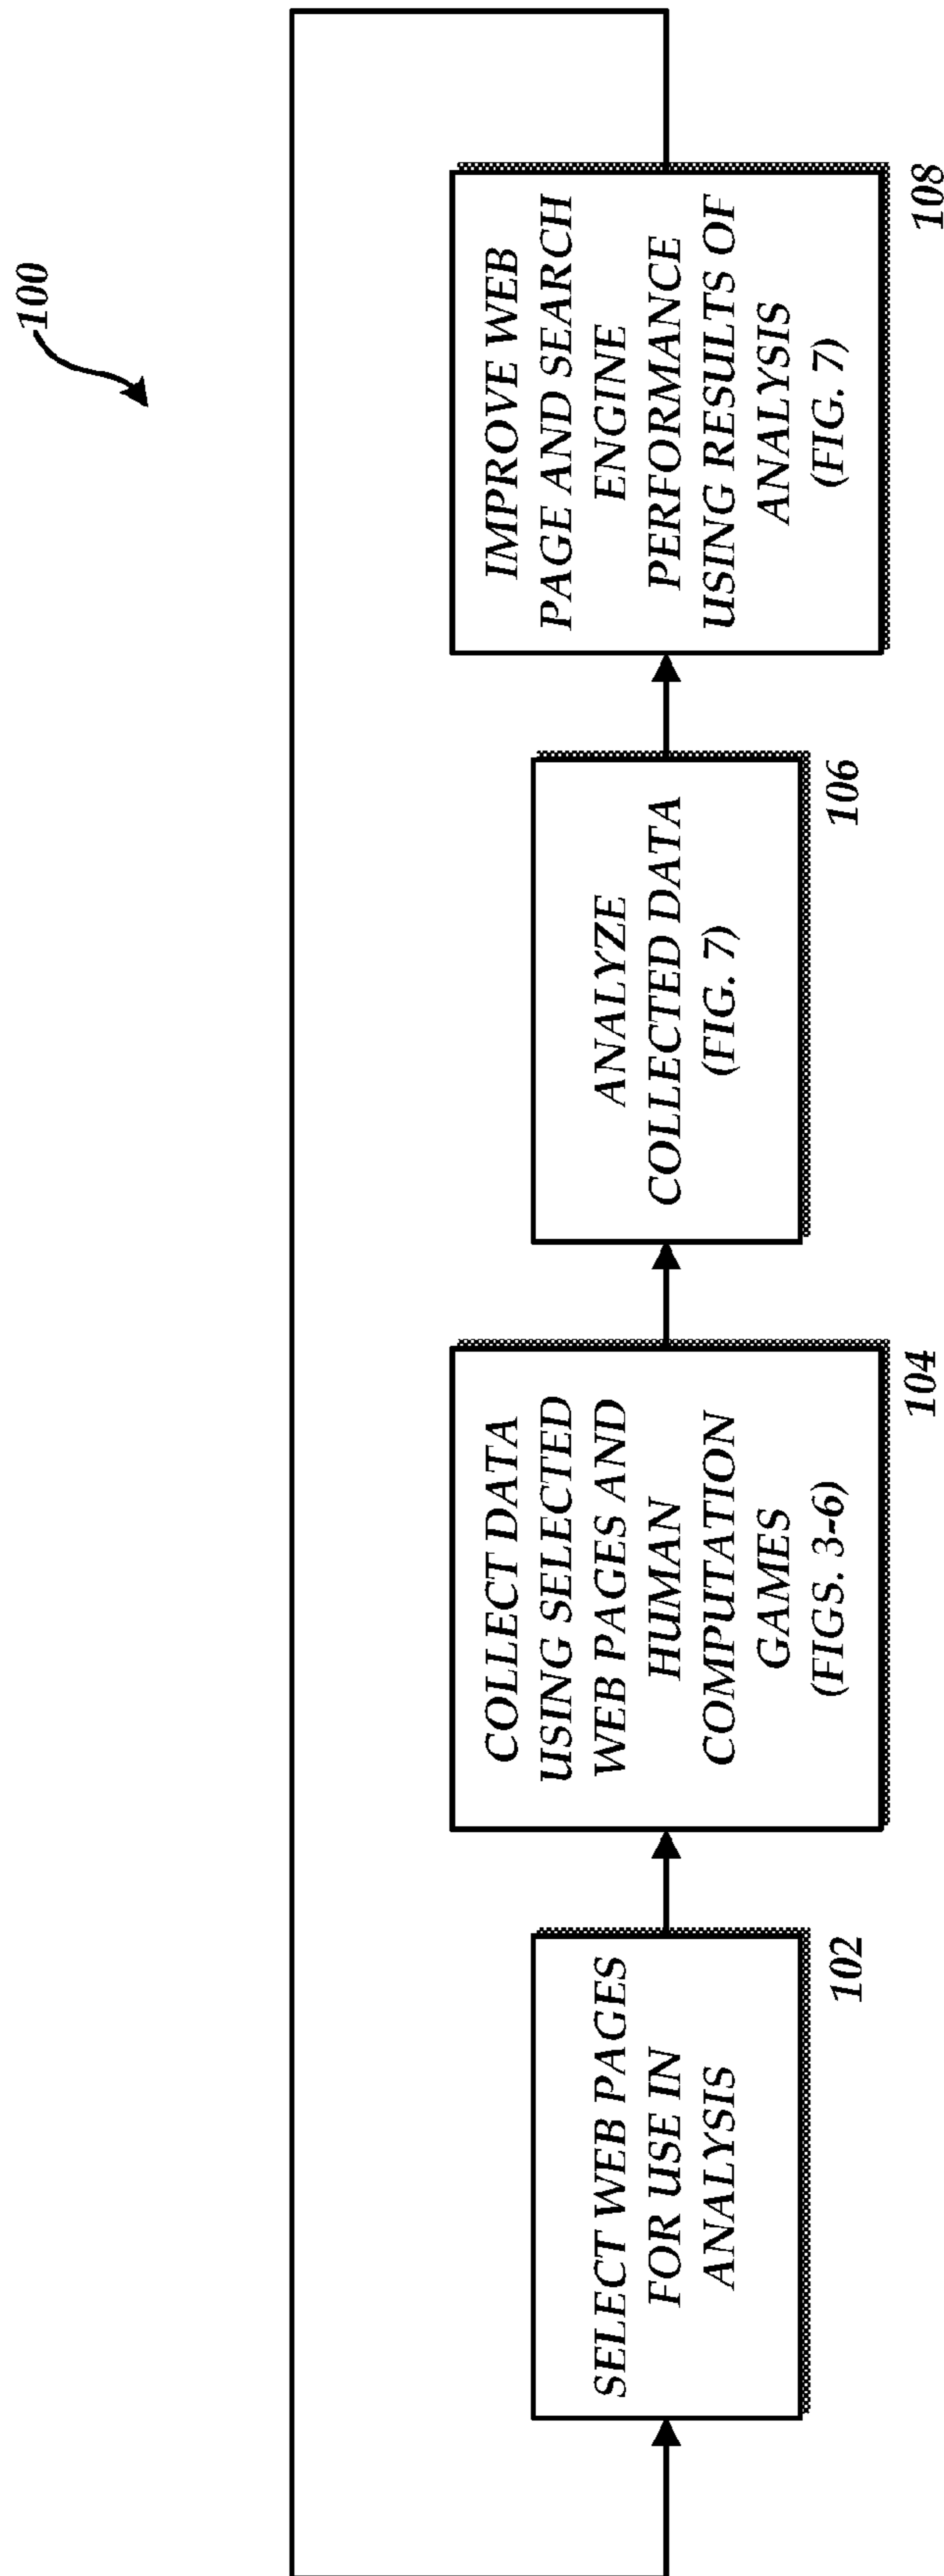 100
SELECT WEB PAGES
FOR USE IN
ANALYSIS
102
COLLECT DATA
USING SELECTED
WEB PAGES AND
HUMAN
COMPUTATION
GAMES
(FIGS. 3-6)
104
ANALYZE
COLLECTED DATA
(FIG. 7)
106
IMPROVE WEB
PAGE AND SEARCH
ENGINE
PERFORMANCE
USING RESULTS OF
ANALYSIS
(FIG. 7)
108